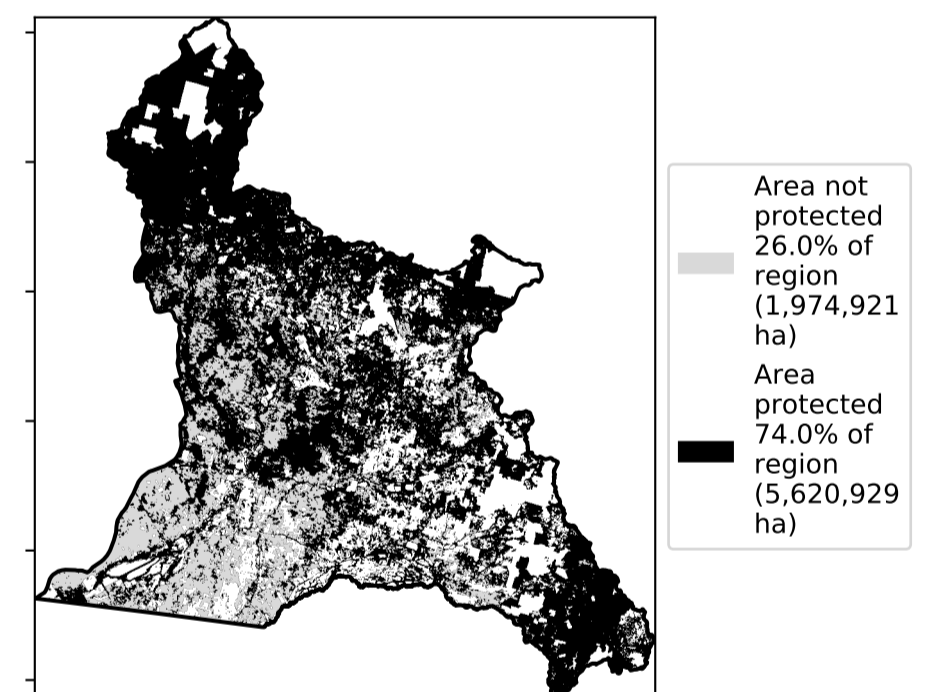 Area not
protected
26.0% of
region
(1,974,921
ha)
Area
protected
74.0% of
region
(5,620,929
ha)